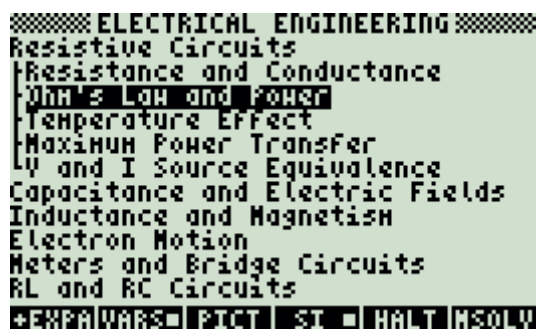 ELECTRICAL ENGINEERING
Resistive Circuits
Resistance and Conductance
Ohm's Law and Power
Temperature Effect
Maximum Power Transfer
V and I Source Equivalence
Capacitance and Electric Fields
Inductance and Magnetism
Electron Motion
Meters and Bridge Circuits
RL and RC Circuits
+EXPA VARS■ PICT SI ■ HALT MSOLV